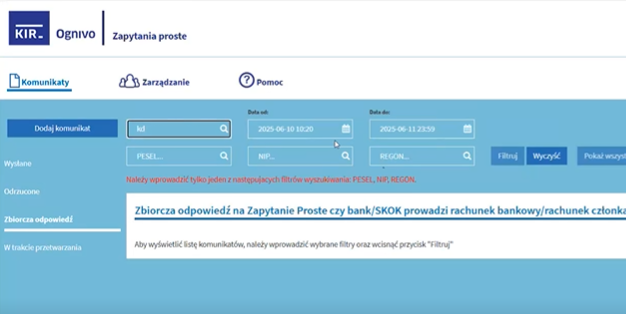 KIR Ognivo Zapytania proste
Komunikaty Zarządzanie Pomoc
Data od: Data do:
Dodaj komunikat kd 2025-06-10 10:20 2025-06-11 23:59
PESEL... NIP... REGON... Filtruj Wyczyść Pokaż wszyst
Wysłano
Należy wprowadzić tylko jeden z następujących filtrów wyszukiwania: PESEL, NIP, REGON.
Odrzucone
Zbiorcza odpowiedź na Zapytanie Proste czy bank/SKOK prowadzi rachunek bankowy/rachunek członka
Zbiorcza odpowiedź
W trakcie przetwarzania
Aby wyświetlić listę komunikatów, należy wprowadzić wybrane filtry oraz wcisnąć przycisk "Filtruj"